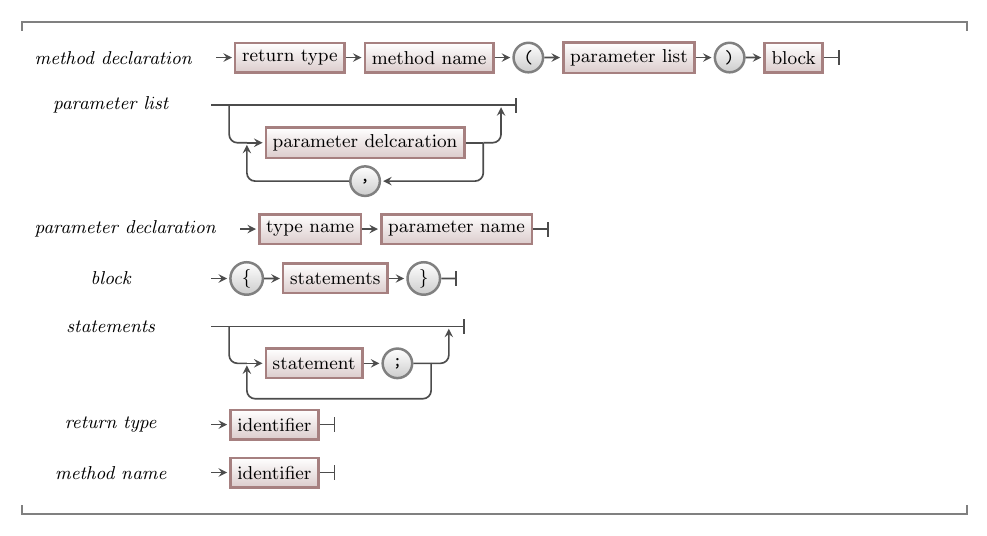 method declaration return type method name ( parameter list ) block
parameter list
parameter delcaration
,
parameter declaration type name parameter name
block { statements }
statements
statement ;
return type identifier
method name identifier